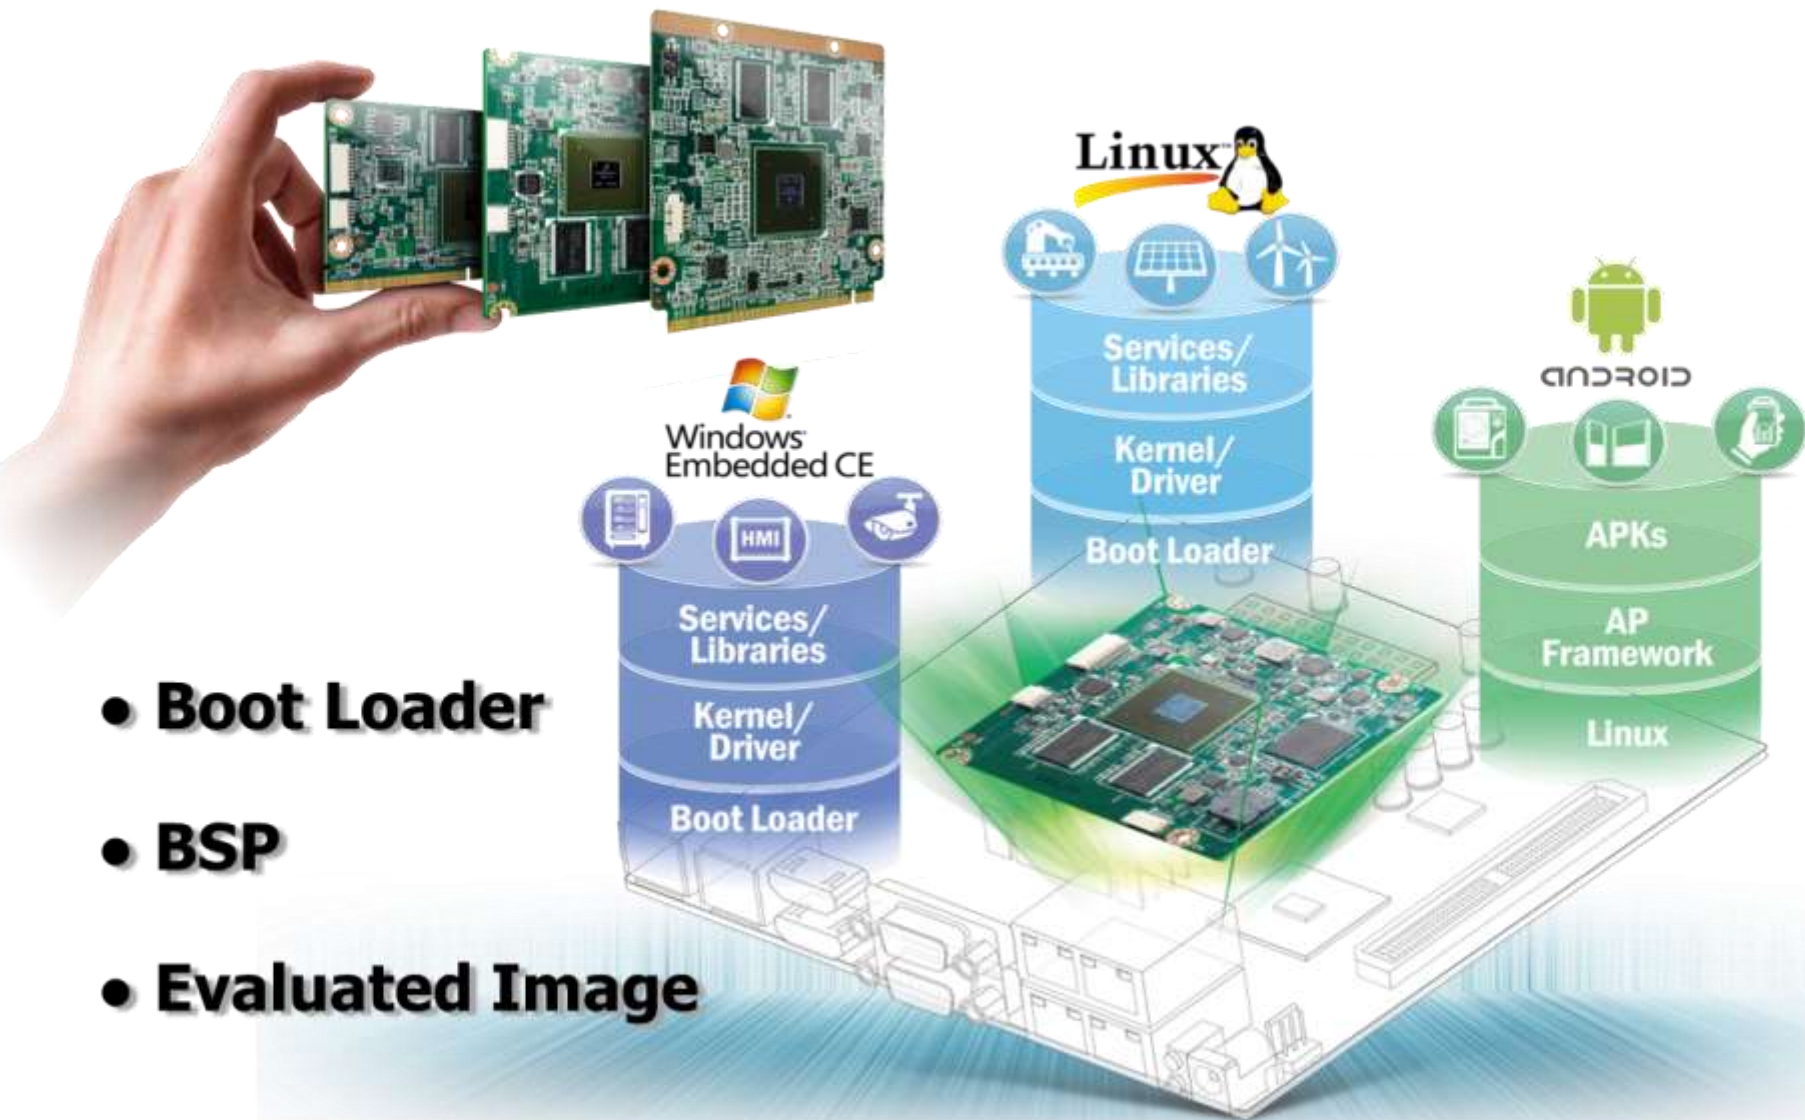 Linux™
Services/
Libraries
Kernel/
Driver
Boot Loader
ANDROID
APKs
AP
Framework
Linux
Windows
Embedded CE
HMI
Services/
Libraries
Kernel/
Driver
Boot Loader
• Boot Loader
• BSP
• Evaluated Image